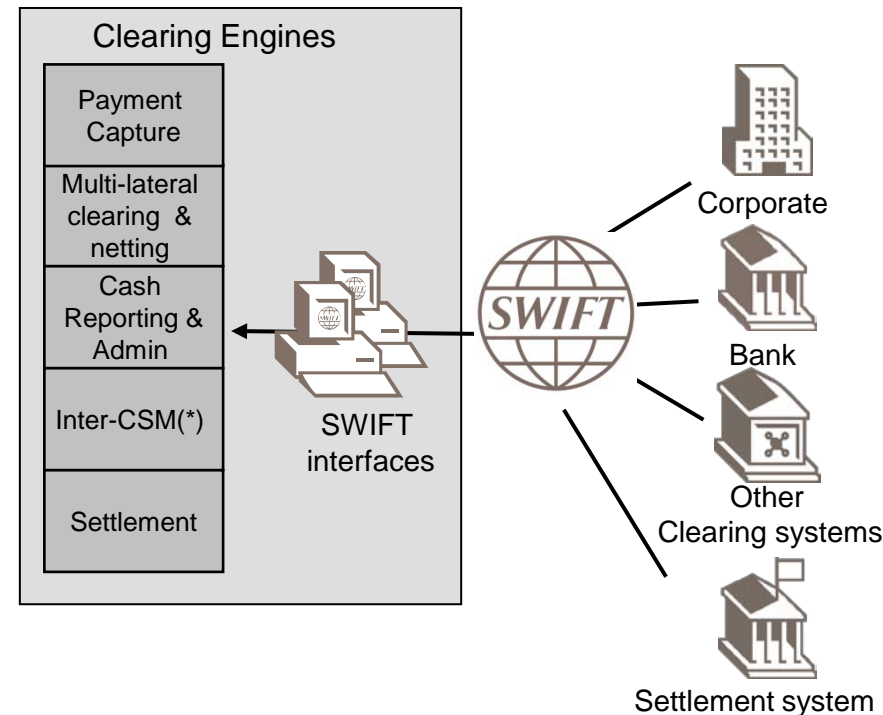 Clearing Engines
Payment
Capture
Multi-lateral
clearing &
netting
Cash
Reporting &
Admin
Inter-CSM(*)
Settlement
SWIFT
interfaces
SWIFT
Corporate
Bank
Other
Clearing systems
Settlement system